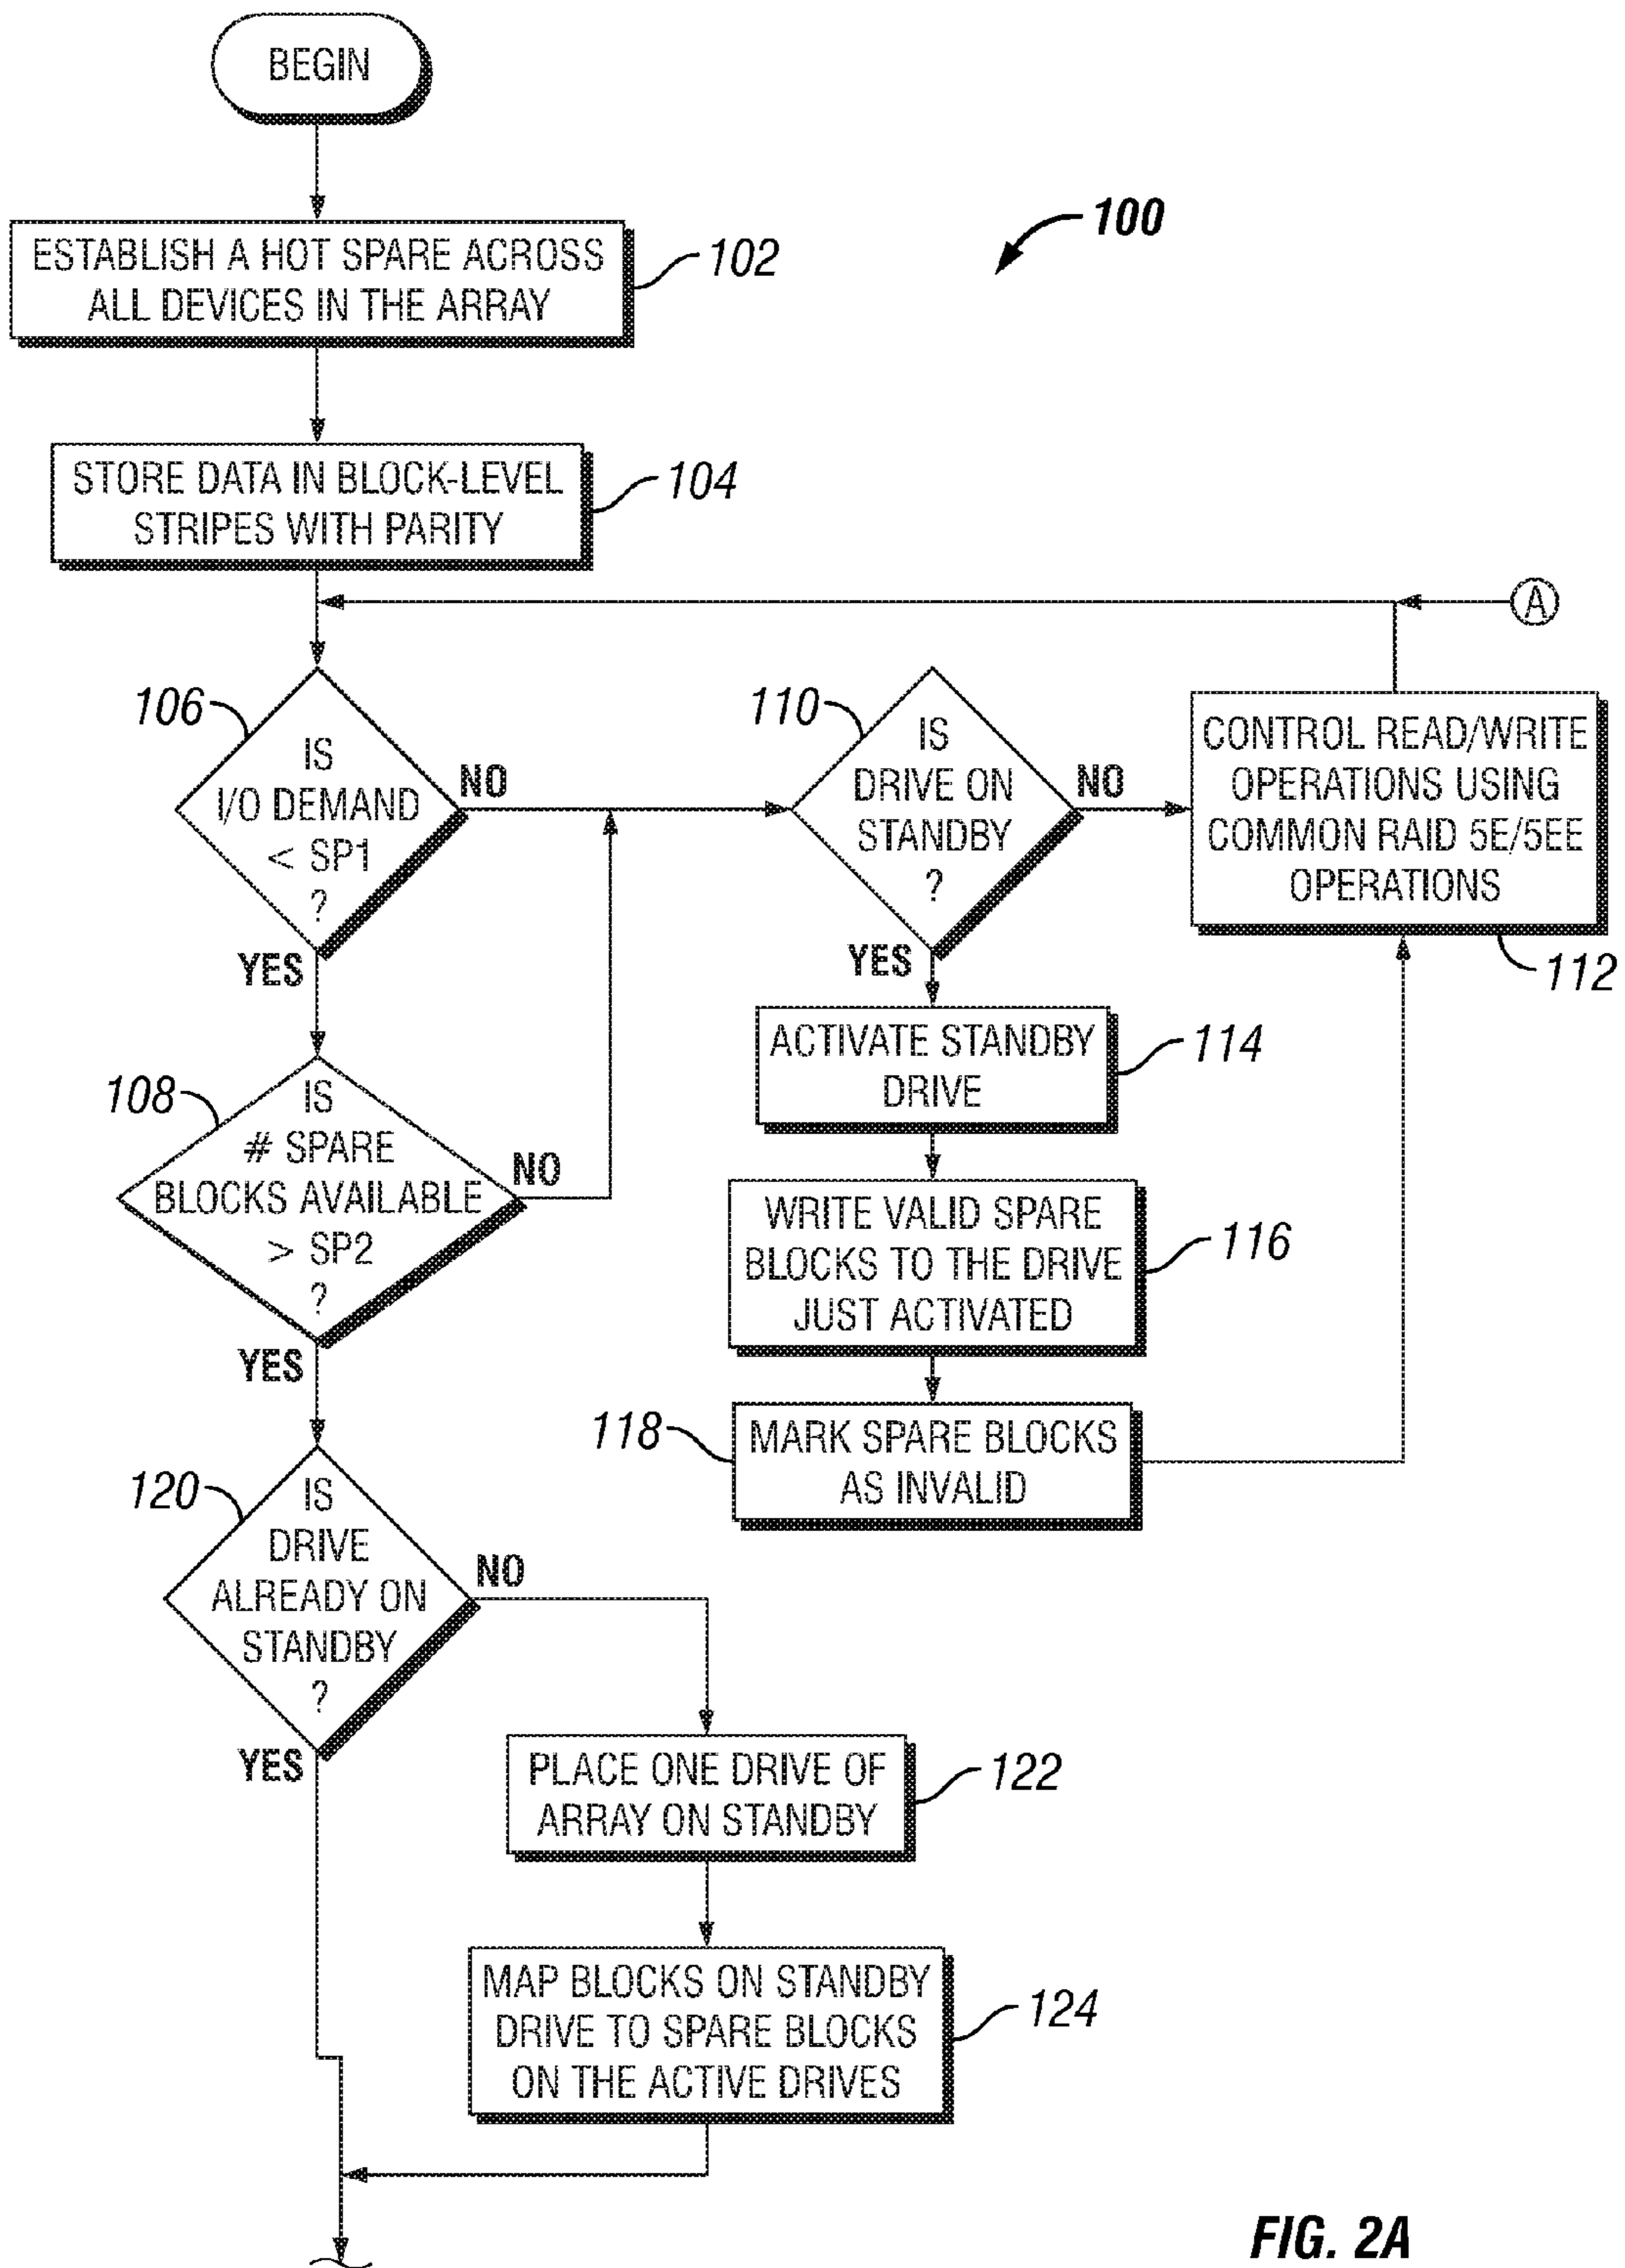 BEGIN
100
ESTABLISH A HOT SPARE ACROSS
ALL DEVICES IN THE ARRAY
102
STORE DATA IN BLOCK-LEVEL
STRIPES WITH PARITY
104
A
106
IS
I/O DEMAND
< SP1
?
NO
YES
110
IS
DRIVE ON
STANDBY
?
NO
YES
CONTROL READ/WRITE
OPERATIONS USING
COMMON RAID 5E/5EE
OPERATIONS
112
108
IS
# SPARE
BLOCKS AVAILABLE
> SP2
?
NO
YES
ACTIVATE STANDBY
DRIVE
114
WRITE VALID SPARE
BLOCKS TO THE DRIVE
JUST ACTIVATED
116
118
MARK SPARE BLOCKS
AS INVALID
120
IS
DRIVE
ALREADY ON
STANDBY
?
NO
YES
PLACE ONE DRIVE OF
ARRAY ON STANDBY
122
MAP BLOCKS ON STANDBY
DRIVE TO SPARE BLOCKS
ON THE ACTIVE DRIVES
124
FIG. 2A